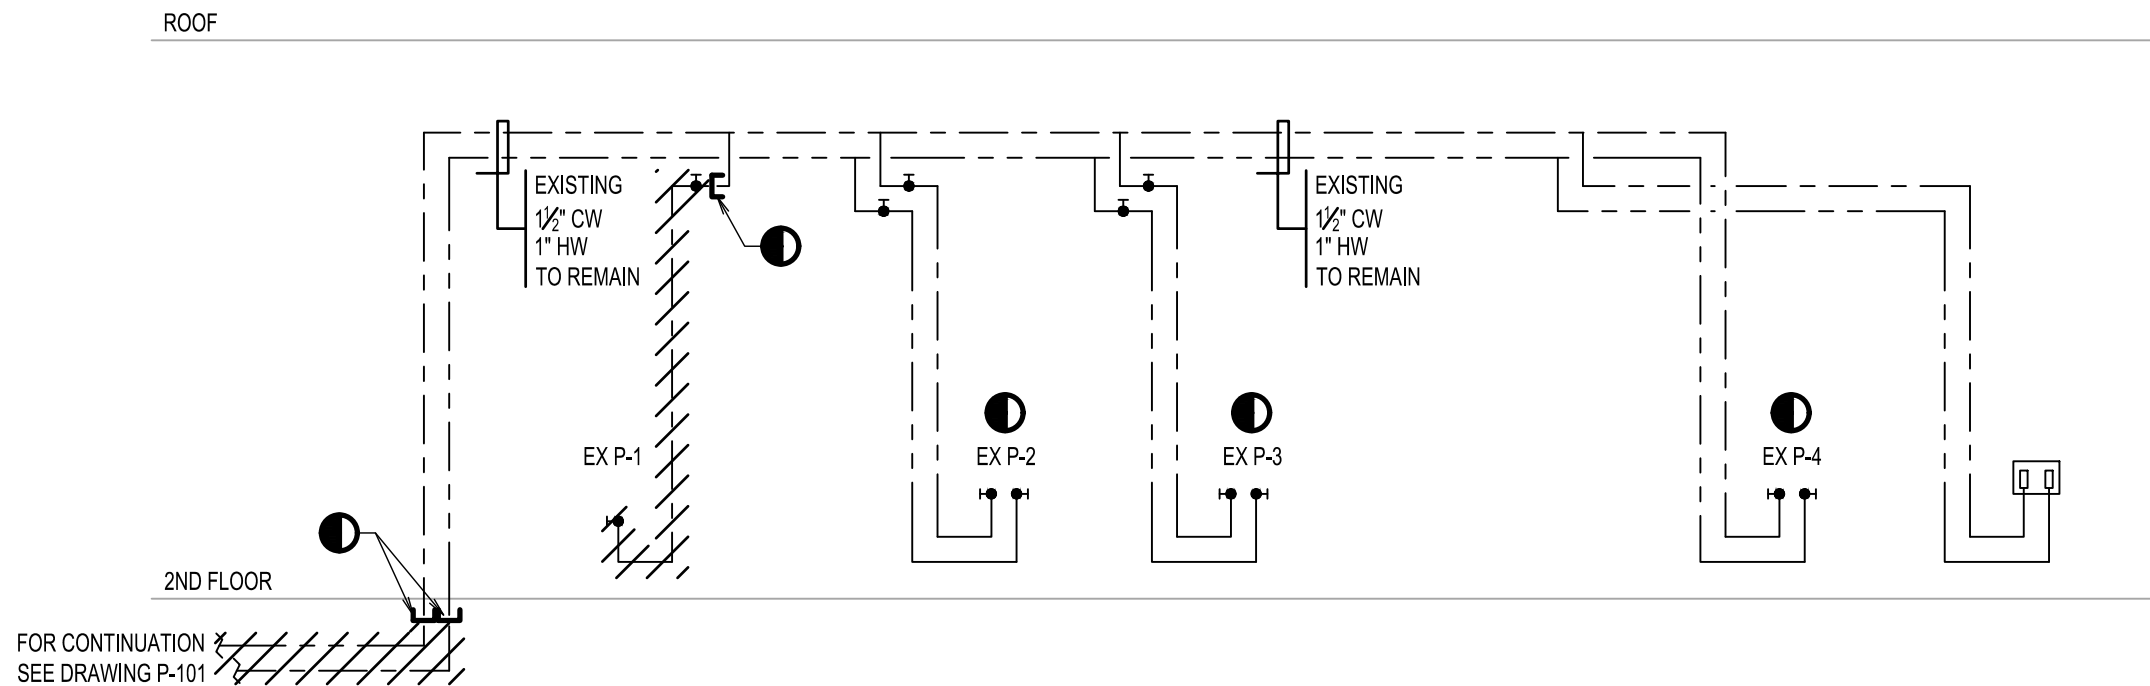 ROOF
EXISTING
1½" CW
1" HW
TO REMAIN
EXISTING
1½" CW
1" HW
TO REMAIN
EX P-1
EX P-2
EX P-3
EX P-4
2ND FLOOR
FOR CONTINUATION
SEE DRAWING P-101